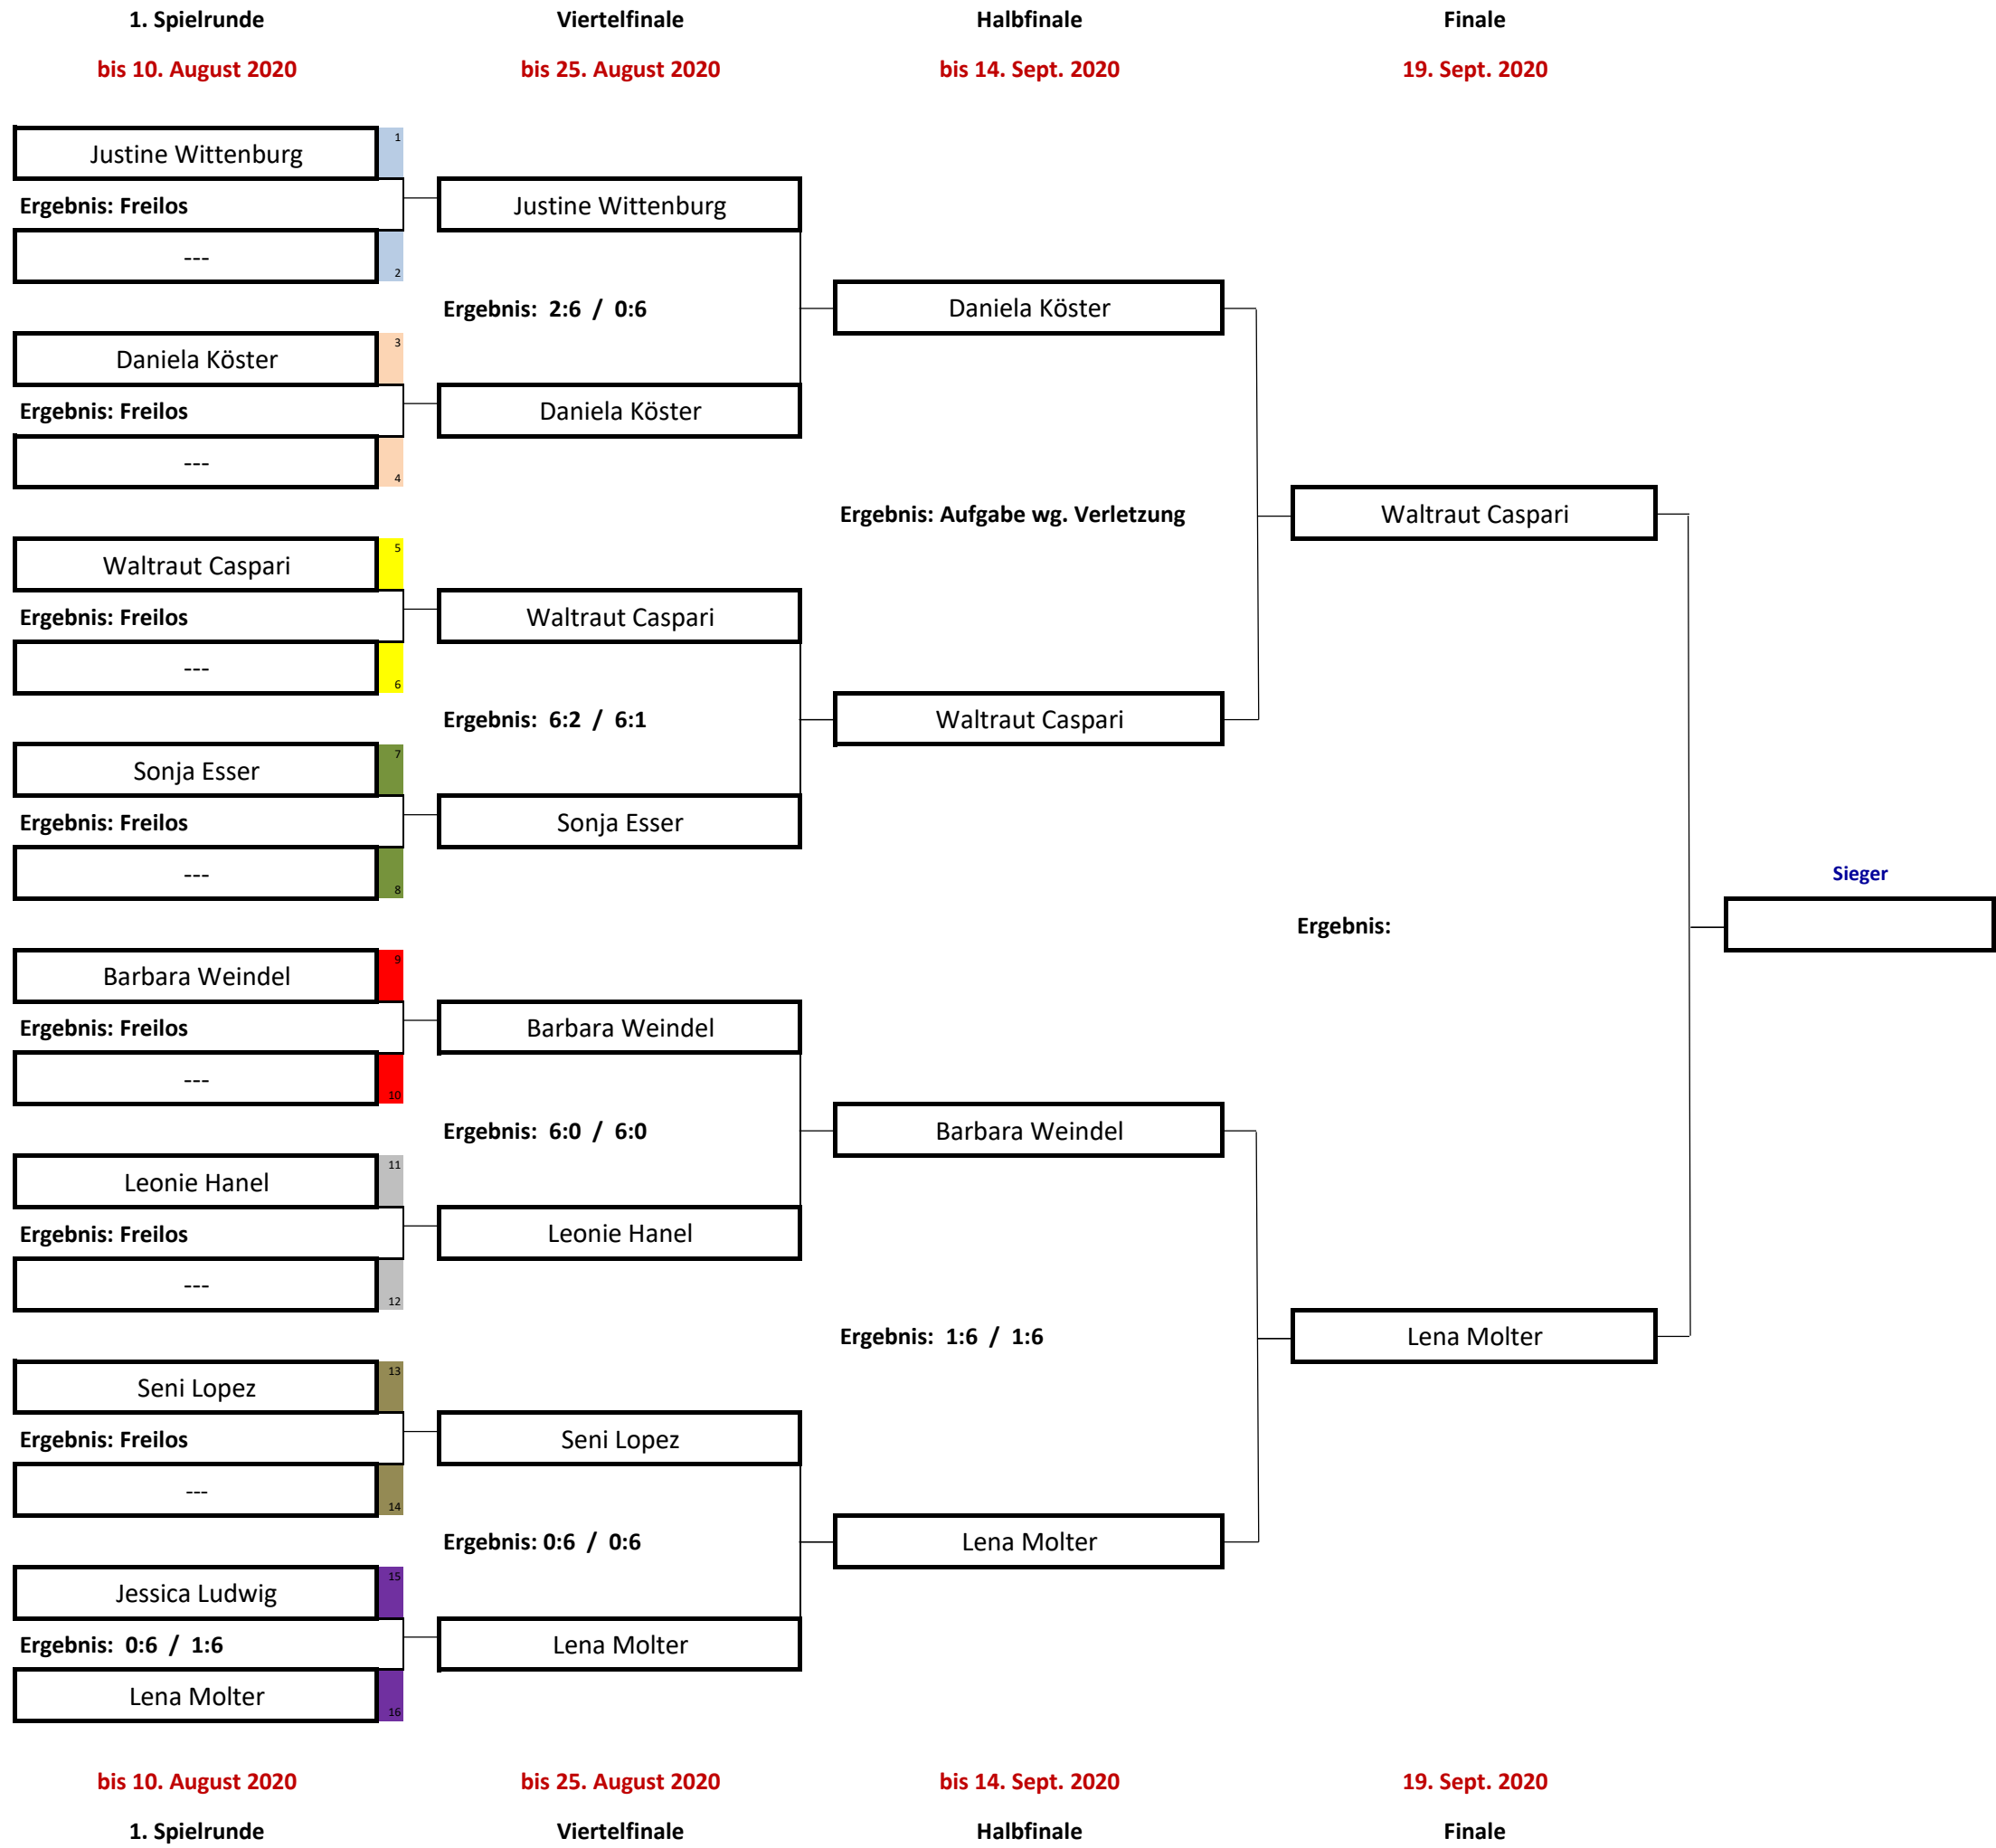 1. Spielrunde
Viertelfinale
Halbfinale
Finale
bis 10. August 2020
bis 25. August 2020
bis 14. Sept. 2020
19. Sept. 2020
1
Justine Wittenburg
Ergebnis: Freilos
Justine Wittenburg
---
2
Ergebnis: 2:6 / 0:6
Daniela Köster
3
Daniela Köster
Ergebnis: Freilos
Daniela Köster
---
4
Ergebnis: Aufgabe wg. Verletzung
Waltraut Caspari
5
Waltraut Caspari
Ergebnis: Freilos
Waltraut Caspari
---
6
Ergebnis: 6:2 / 6:1
Waltraut Caspari
7
Sonja Esser
Ergebnis: Freilos
Sonja Esser
---
8
Sieger
Ergebnis:
9
Barbara Weindel
Ergebnis: Freilos
Barbara Weindel
---
10
Ergebnis: 6:0 / 6:0
Barbara Weindel
11
Leonie Hanel
Ergebnis: Freilos
Leonie Hanel
---
12
Ergebnis: 1:6 / 1:6
Lena Molter
13
Seni Lopez
Ergebnis: Freilos
Seni Lopez
---
14
Ergebnis: 0:6 / 0:6
Lena Molter
15
Jessica Ludwig
Ergebnis: 0:6 / 1:6
Lena Molter
Lena Molter
16
bis 10. August 2020
bis 25. August 2020
bis 14. Sept. 2020
19. Sept. 2020
1. Spielrunde
Viertelfinale
Halbfinale
Finale